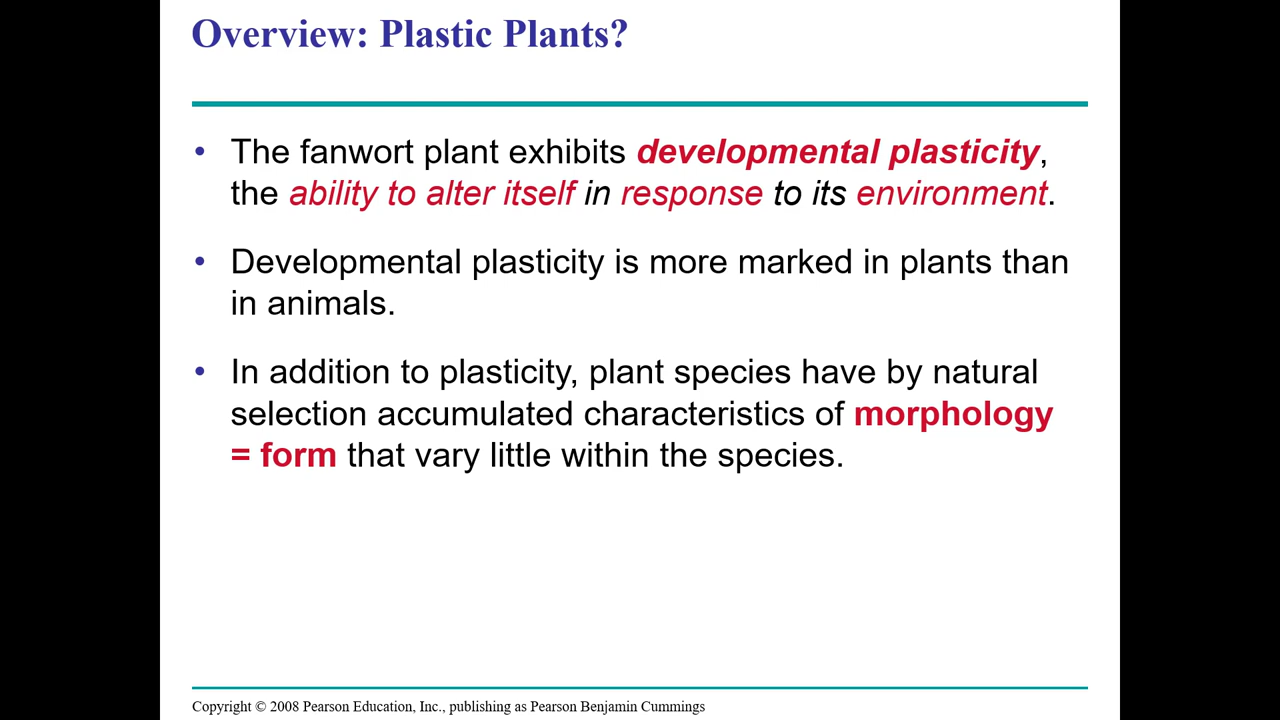 Overview: Plastic Plants?
• The fanwort plant exhibits developmental plasticity,
the ability to alter itself in response to its environment.
• Developmental plasticity is more marked in plants than
in animals.
• In addition to plasticity, plant species have by natural
selection accumulated characteristics of morphology
= form that vary little within the species.
Copyright © 2008 Pearson Education, Inc., publishing as Pearson Benjamin Cummings